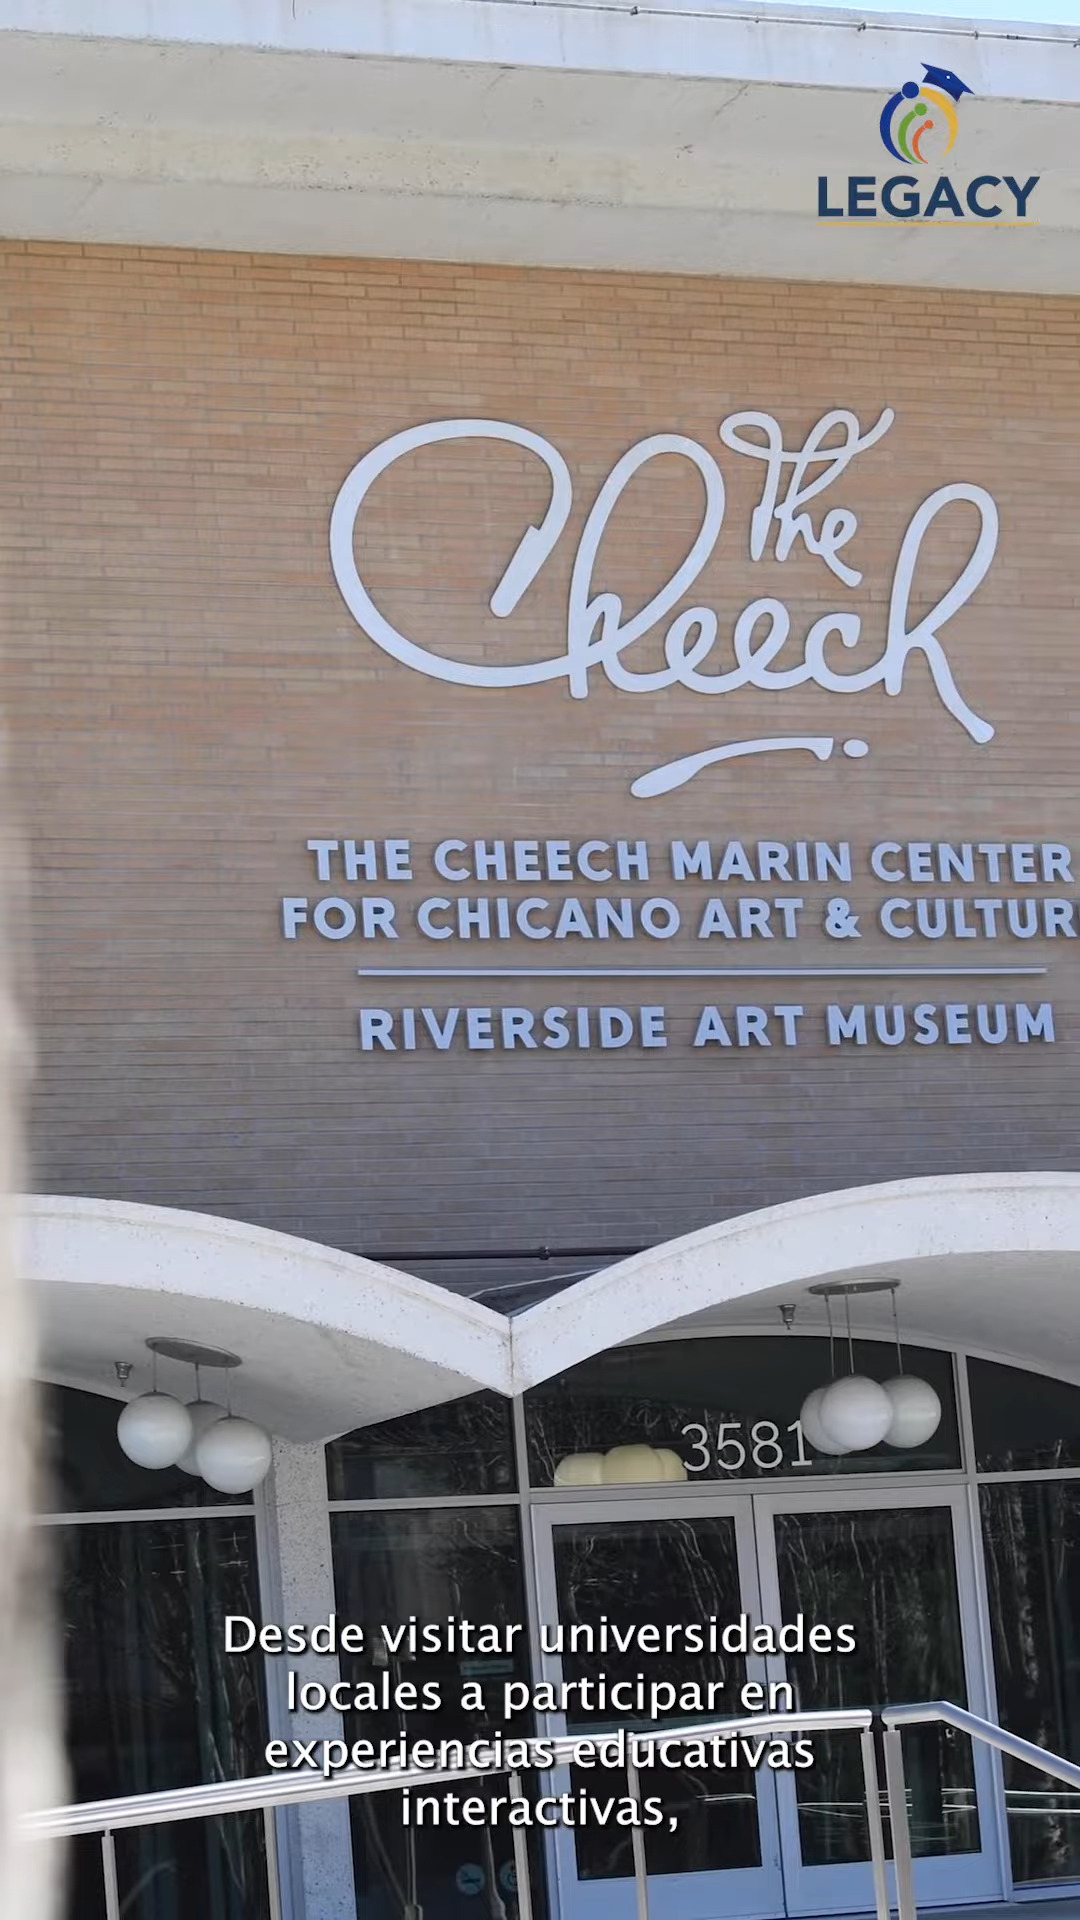 LEGACY
The
Cheech
THE CHEECH MARIN CENTER
FOR CHICANO ART & CULTUR
RIVERSIDE ART MUSEUM
3581
Desde visitar universidades
locales a participar en
experiencias educativas
interactivas,